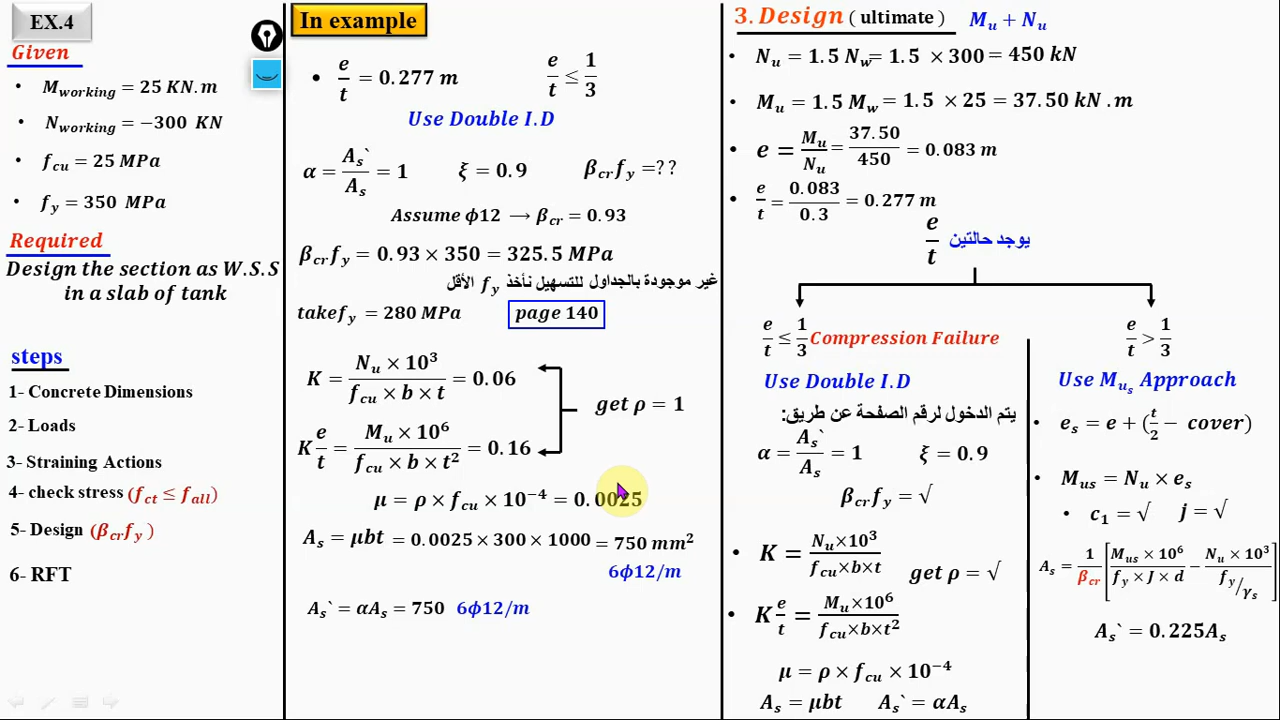 EX.4
Given
• M_working = 25 KN.m
• N_working = −300 KN
• f_cu = 25 MPa
• f_y = 350 MPa
Required
Design the section as W.S.S
in a slab of tank
steps
1- Concrete Dimensions
2- Loads
3- Straining Actions
4- check stress (f_ct ≤ f_all)
5- Design (β_cr f_y )
6- RFT
In example
• e/t = 0.277 m e/t ≤ 1/3
Use Double I.D
α = A_s`/A_s = 1 ξ = 0.9 β_cr f_y =??
Assume ϕ12 → β_cr = 0.93
β_cr f_y = 0.93 × 350 = 325.5 MPa
غير موجودة بالجداول للتسهيل نأخذ f_y الأقل
take f_y = 280 MPa page 140
K = (N_u × 10^3)/(f_cu × b × t) = 0.06
get ρ = 1
K e/t = (M_u × 10^6)/(f_cu × b × t^2) = 0.16
μ = ρ × f_cu × 10^−4 = 0.0025
A_s = μbt = 0.0025 × 300 × 1000 = 750 mm^2
6ϕ12/m
A_s` = αA_s = 750 6ϕ12/m
3. Design ( ultimate ) M_u + N_u
• N_u = 1.5 N_w = 1.5 × 300 = 450 kN
• M_u = 1.5 M_w = 1.5 × 25 = 37.50 kN .m
• e = M_u/N_u = 37.50/450 = 0.083 m
• e/t = 0.083/0.3 = 0.277 m
e/t يوجد حالتين
e/t ≤ 1/3 Compression Failure
Use Double I.D
يتم الدخول لرقم الصفحة عن طريق:
α = A_s`/A_s = 1 ξ = 0.9
β_cr f_y = √
• K = (N_u×10^3)/(f_cu×b×t) get ρ = √
• K e/t = (M_u×10^6)/(f_cu×b×t^2)
μ = ρ × f_cu × 10^−4
A_s = μbt A_s` = αA_s
e/t > 1/3
Use M_us Approach
• e_s = e + (t/2 − cover)
• M_us = N_u × e_s
• c_1 = √ j = √
A_s = 1/β_cr [(M_us × 10^6)/(f_y × J × d) − (N_u × 10^3)/(f_y/γ_s)]
A_s` = 0.225A_s